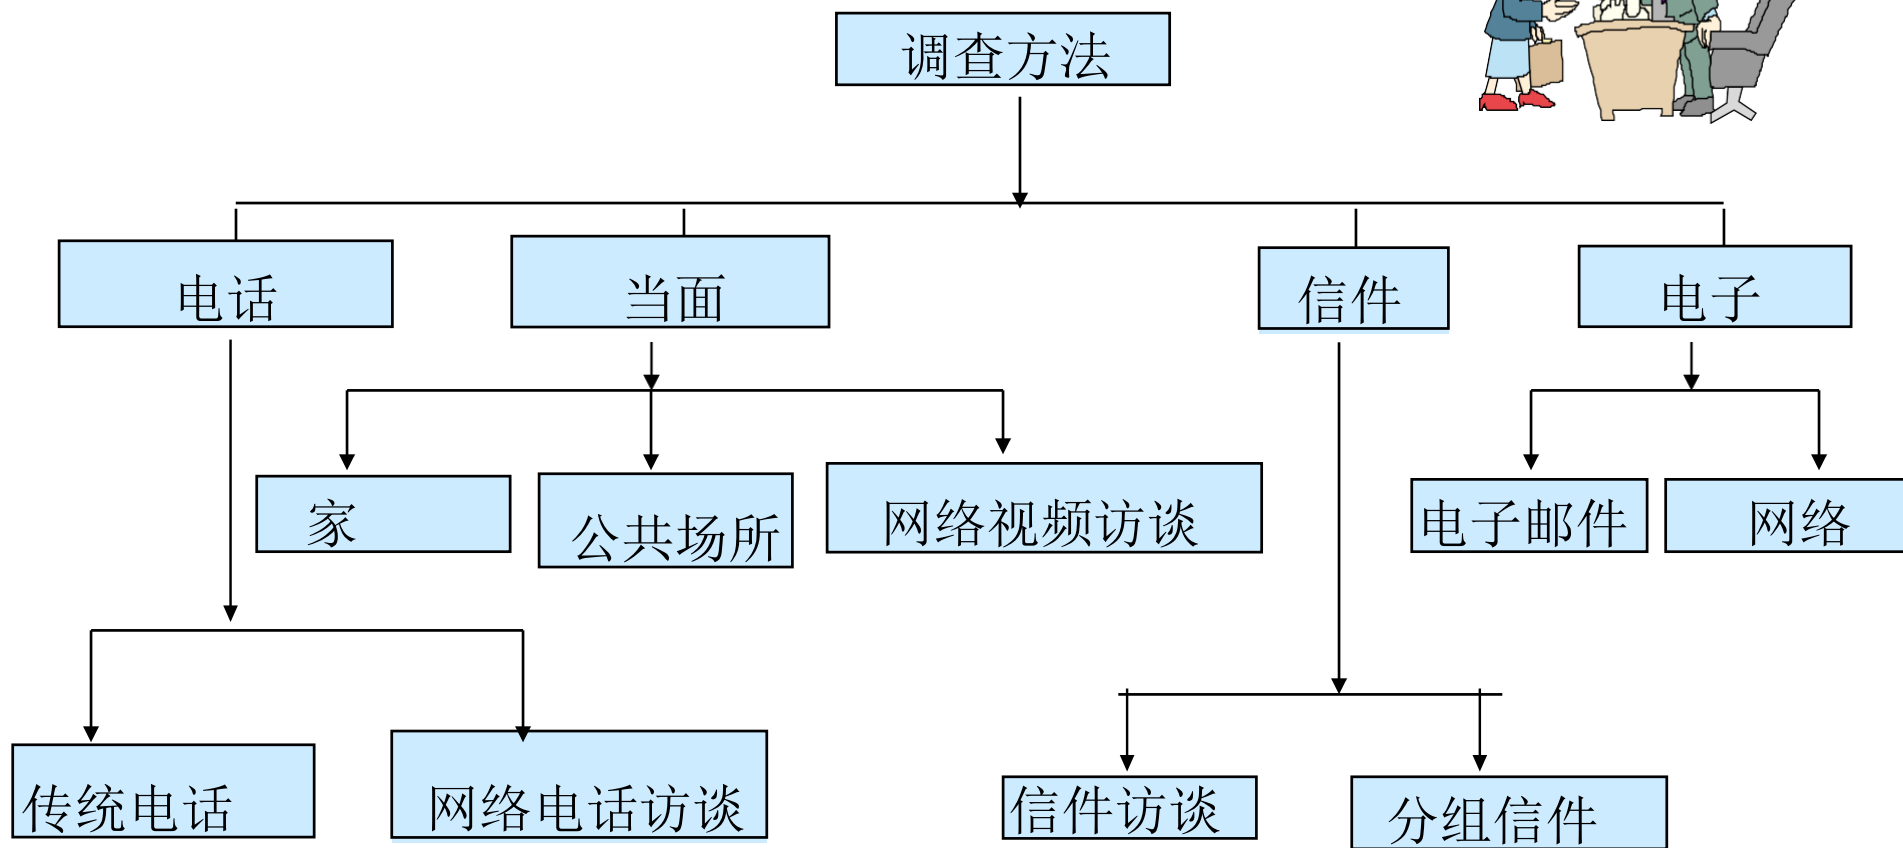 调查方法
电话
当面
信件
电子
家
公共场所
网络视频访谈
电子邮件
网络
传统电话
网络电话访谈
信件访谈
分组信件